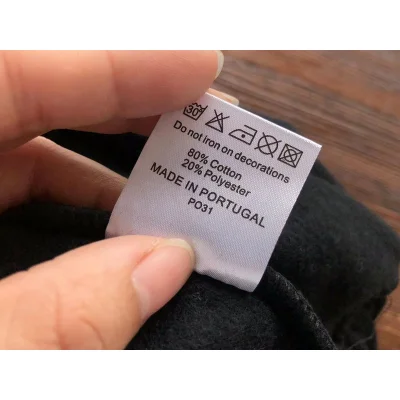 30°
Do not iron on decorations
80% Cotton
20% Polyester
MADE IN PORTUGAL
PO31